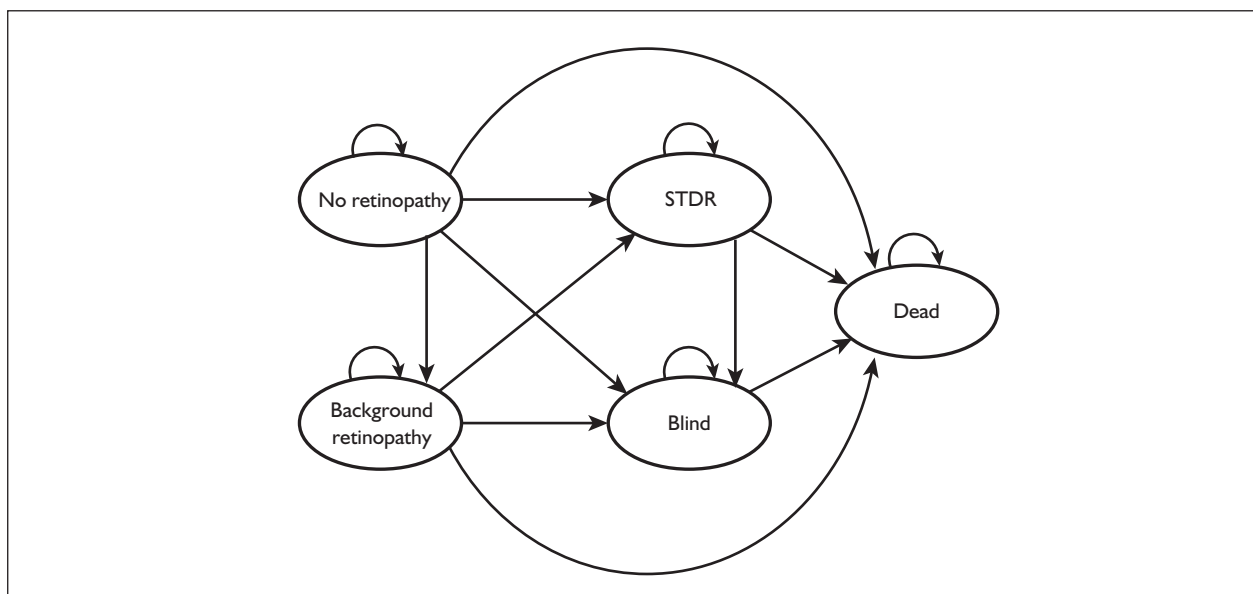 No retinopathy
STDR
Dead
Background
retinopathy
Blind